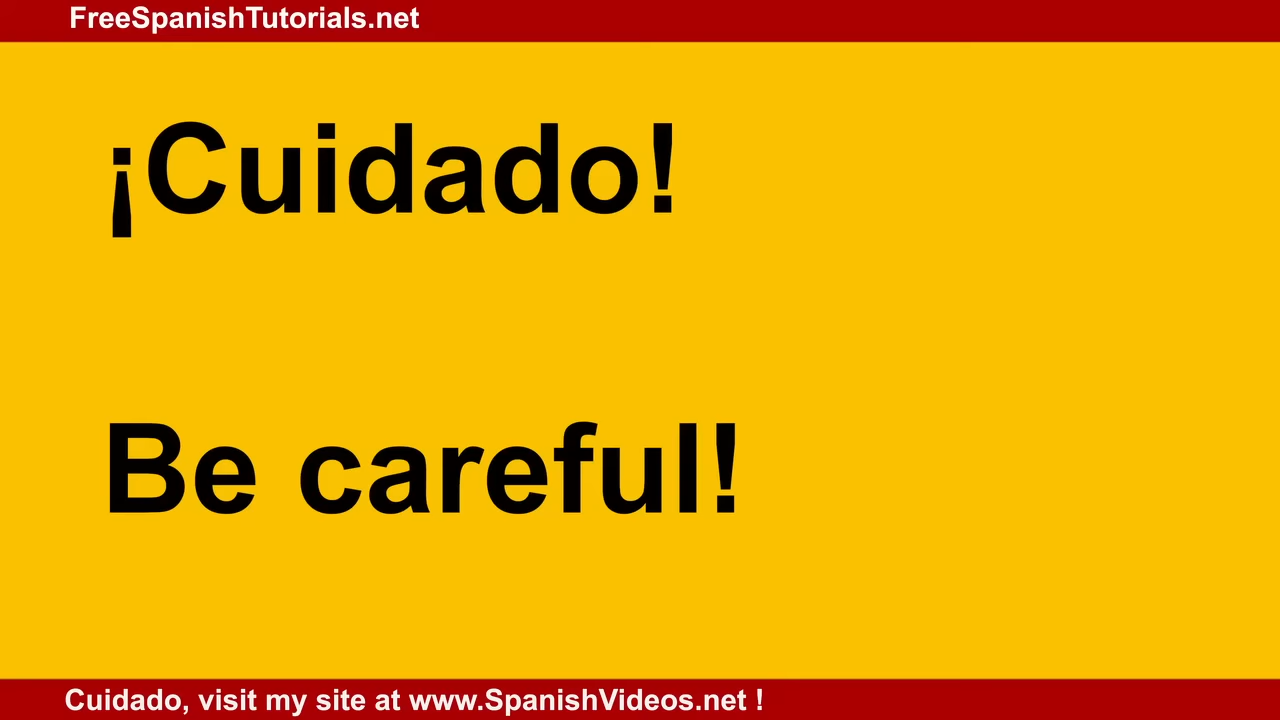 FreeSpanishTutorials.net
¡Cuidado!
Be careful!
Cuidado, visit my site at www.SpanishVideos.net !